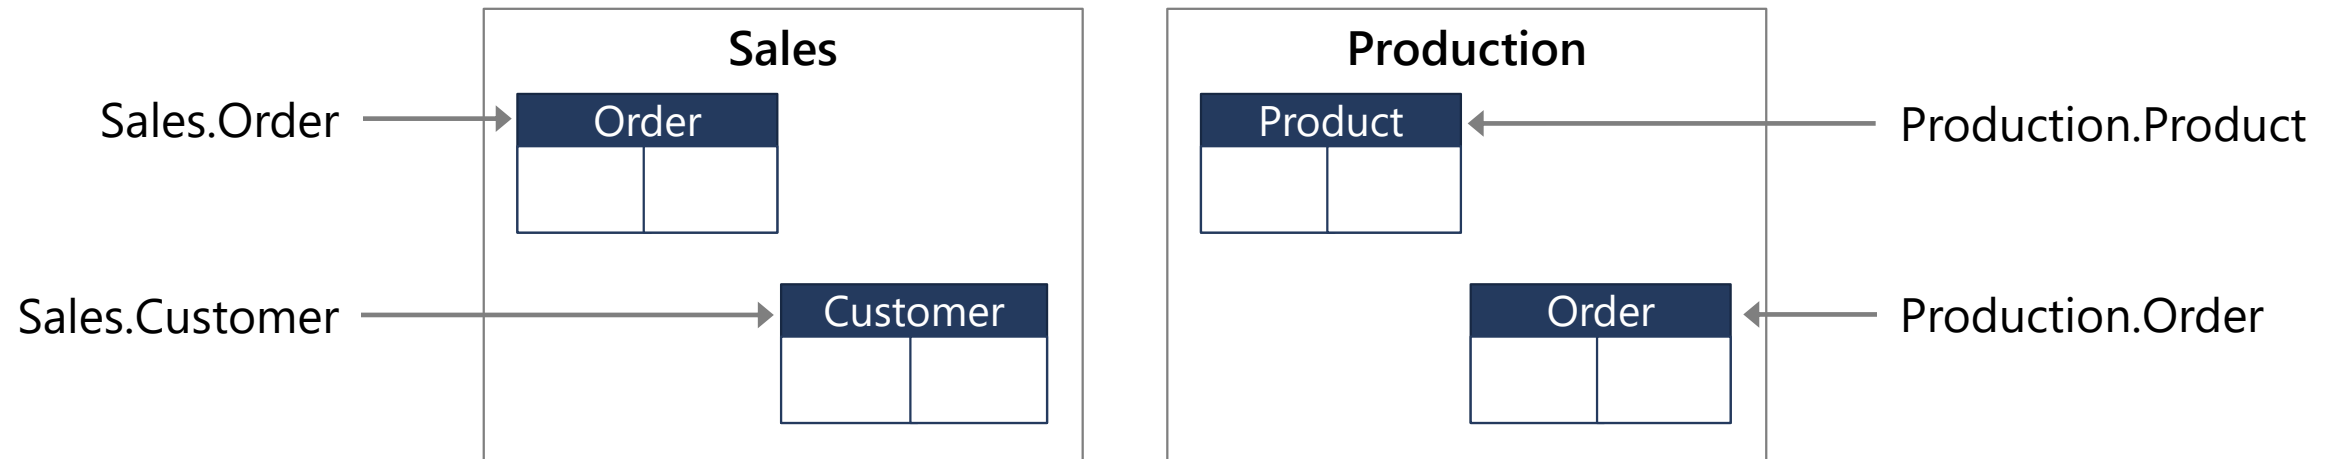 Sales
Production
Sales.Order
Order
Product
Production.Product
Sales.Customer
Customer
Order
Production.Order